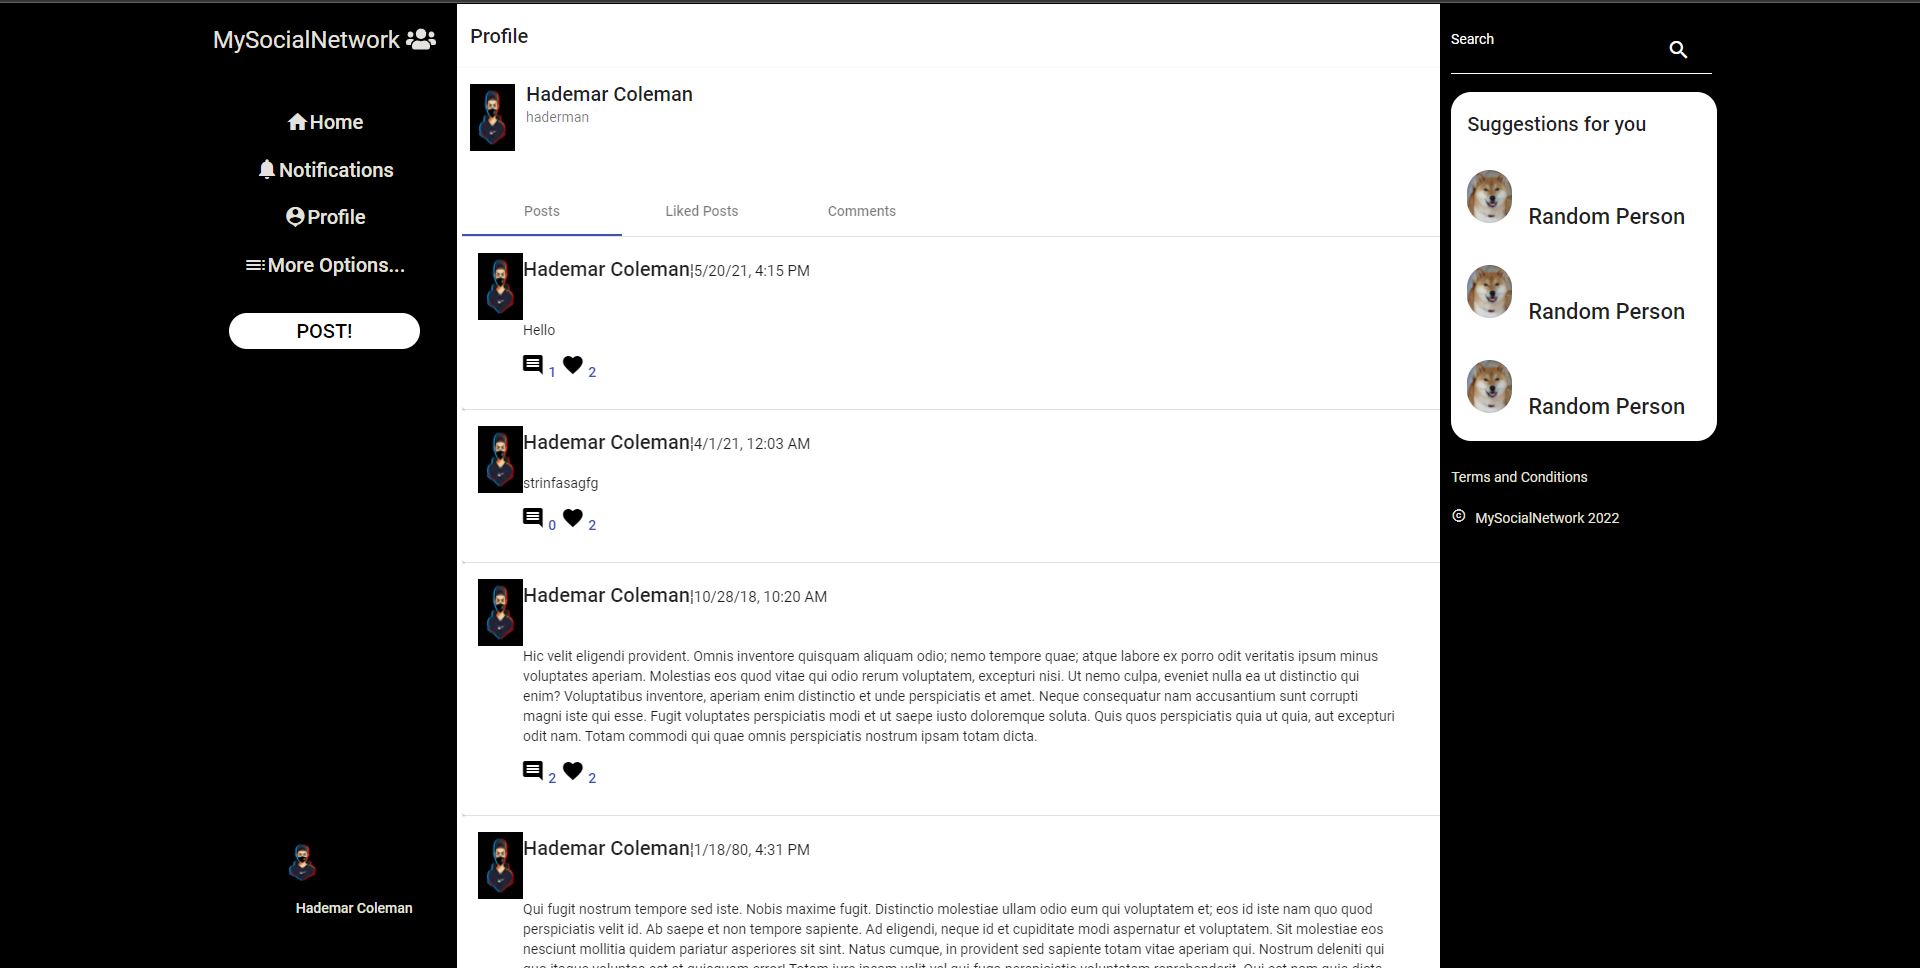 MySocialNetwork
Home
Notifications
Profile
More Options...
POST!
Hademar Coleman
Profile
Hademar Coleman
haderman
Posts Liked Posts Comments
Hademar Coleman¦5/20/21, 4:15 PM
Hello
1 2
Hademar Coleman¦4/1/21, 12:03 AM
strinfasagfg
0 2
Hademar Coleman¦10/28/18, 10:20 AM
Hic velit eligendi provident. Omnis inventore quisquam aliquam odio; nemo tempore quae; atque labore ex porro odit veritatis ipsum minus
voluptates aperiam. Molestias eos quod vitae qui odio rerum voluptatem, excepturi nisi. Ut nemo culpa, eveniet nulla ea ut distinctio qui
enim? Voluptatibus inventore, aperiam enim distinctio et unde perspiciatis et amet. Neque consequatur nam accusantium sunt corrupti
magni iste qui esse. Fugit voluptates perspiciatis modi et ut saepe iusto doloremque soluta. Quis quos perspiciatis quia ut quia, aut excepturi
odit nam. Totam commodi qui quae omnis perspiciatis nostrum ipsam totam dicta.
2 2
Hademar Coleman¦1/18/80, 4:31 PM
Qui fugit nostrum tempore sed iste. Nobis maxime fugit. Distinctio molestiae ullam odio eum qui voluptatem et; eos id iste nam quo quod
perspiciatis velit id. Ab saepe et non tempore sapiente. Ad eligendi, neque id et cupiditate modi aspernatur et voluptatem. Sit molestiae eos
nesciunt mollitia quidem pariatur asperiores sit sint. Natus cumque, in provident sed sapiente totam vitae aperiam qui. Nostrum deleniti qui
Search
Suggestions for you
Random Person
Random Person
Random Person
Terms and Conditions
© MySocialNetwork 2022